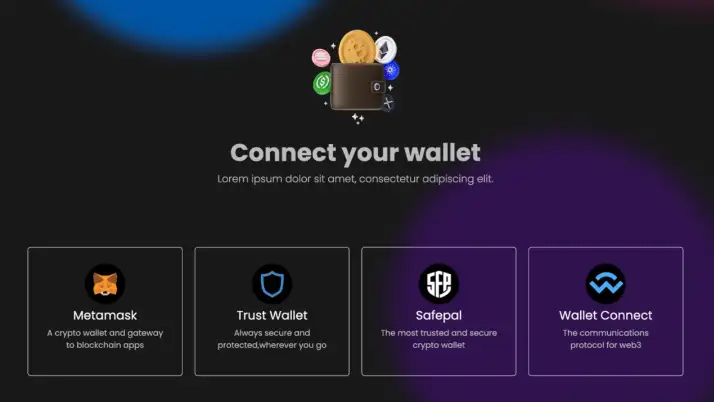 Connect your wallet
Lorem ipsum dolor sit amet, consectetur adipiscing elit.
SFP
Metamask
Trust Wallet
Safepal
Wallet Connect
A crypto wallet and gateway
to blockchain apps
Always secure and
protected,wherever you go
The most trusted and secure
crypto wallet
The communications
protocol for web3